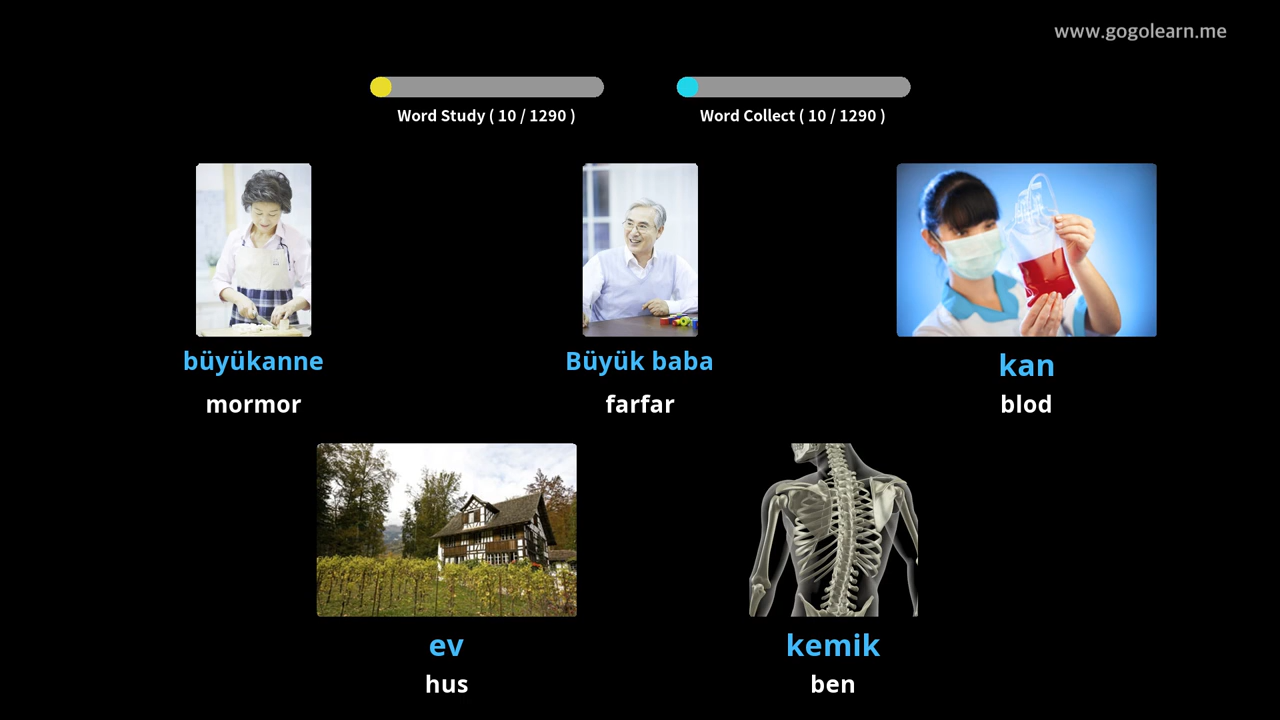 www.gogolearn.me
Word Study ( 10 / 1290 )
Word Collect ( 10 / 1290 )
büyükanne
mormor
Büyük baba
farfar
kan
blod
ev
hus
kemik
ben